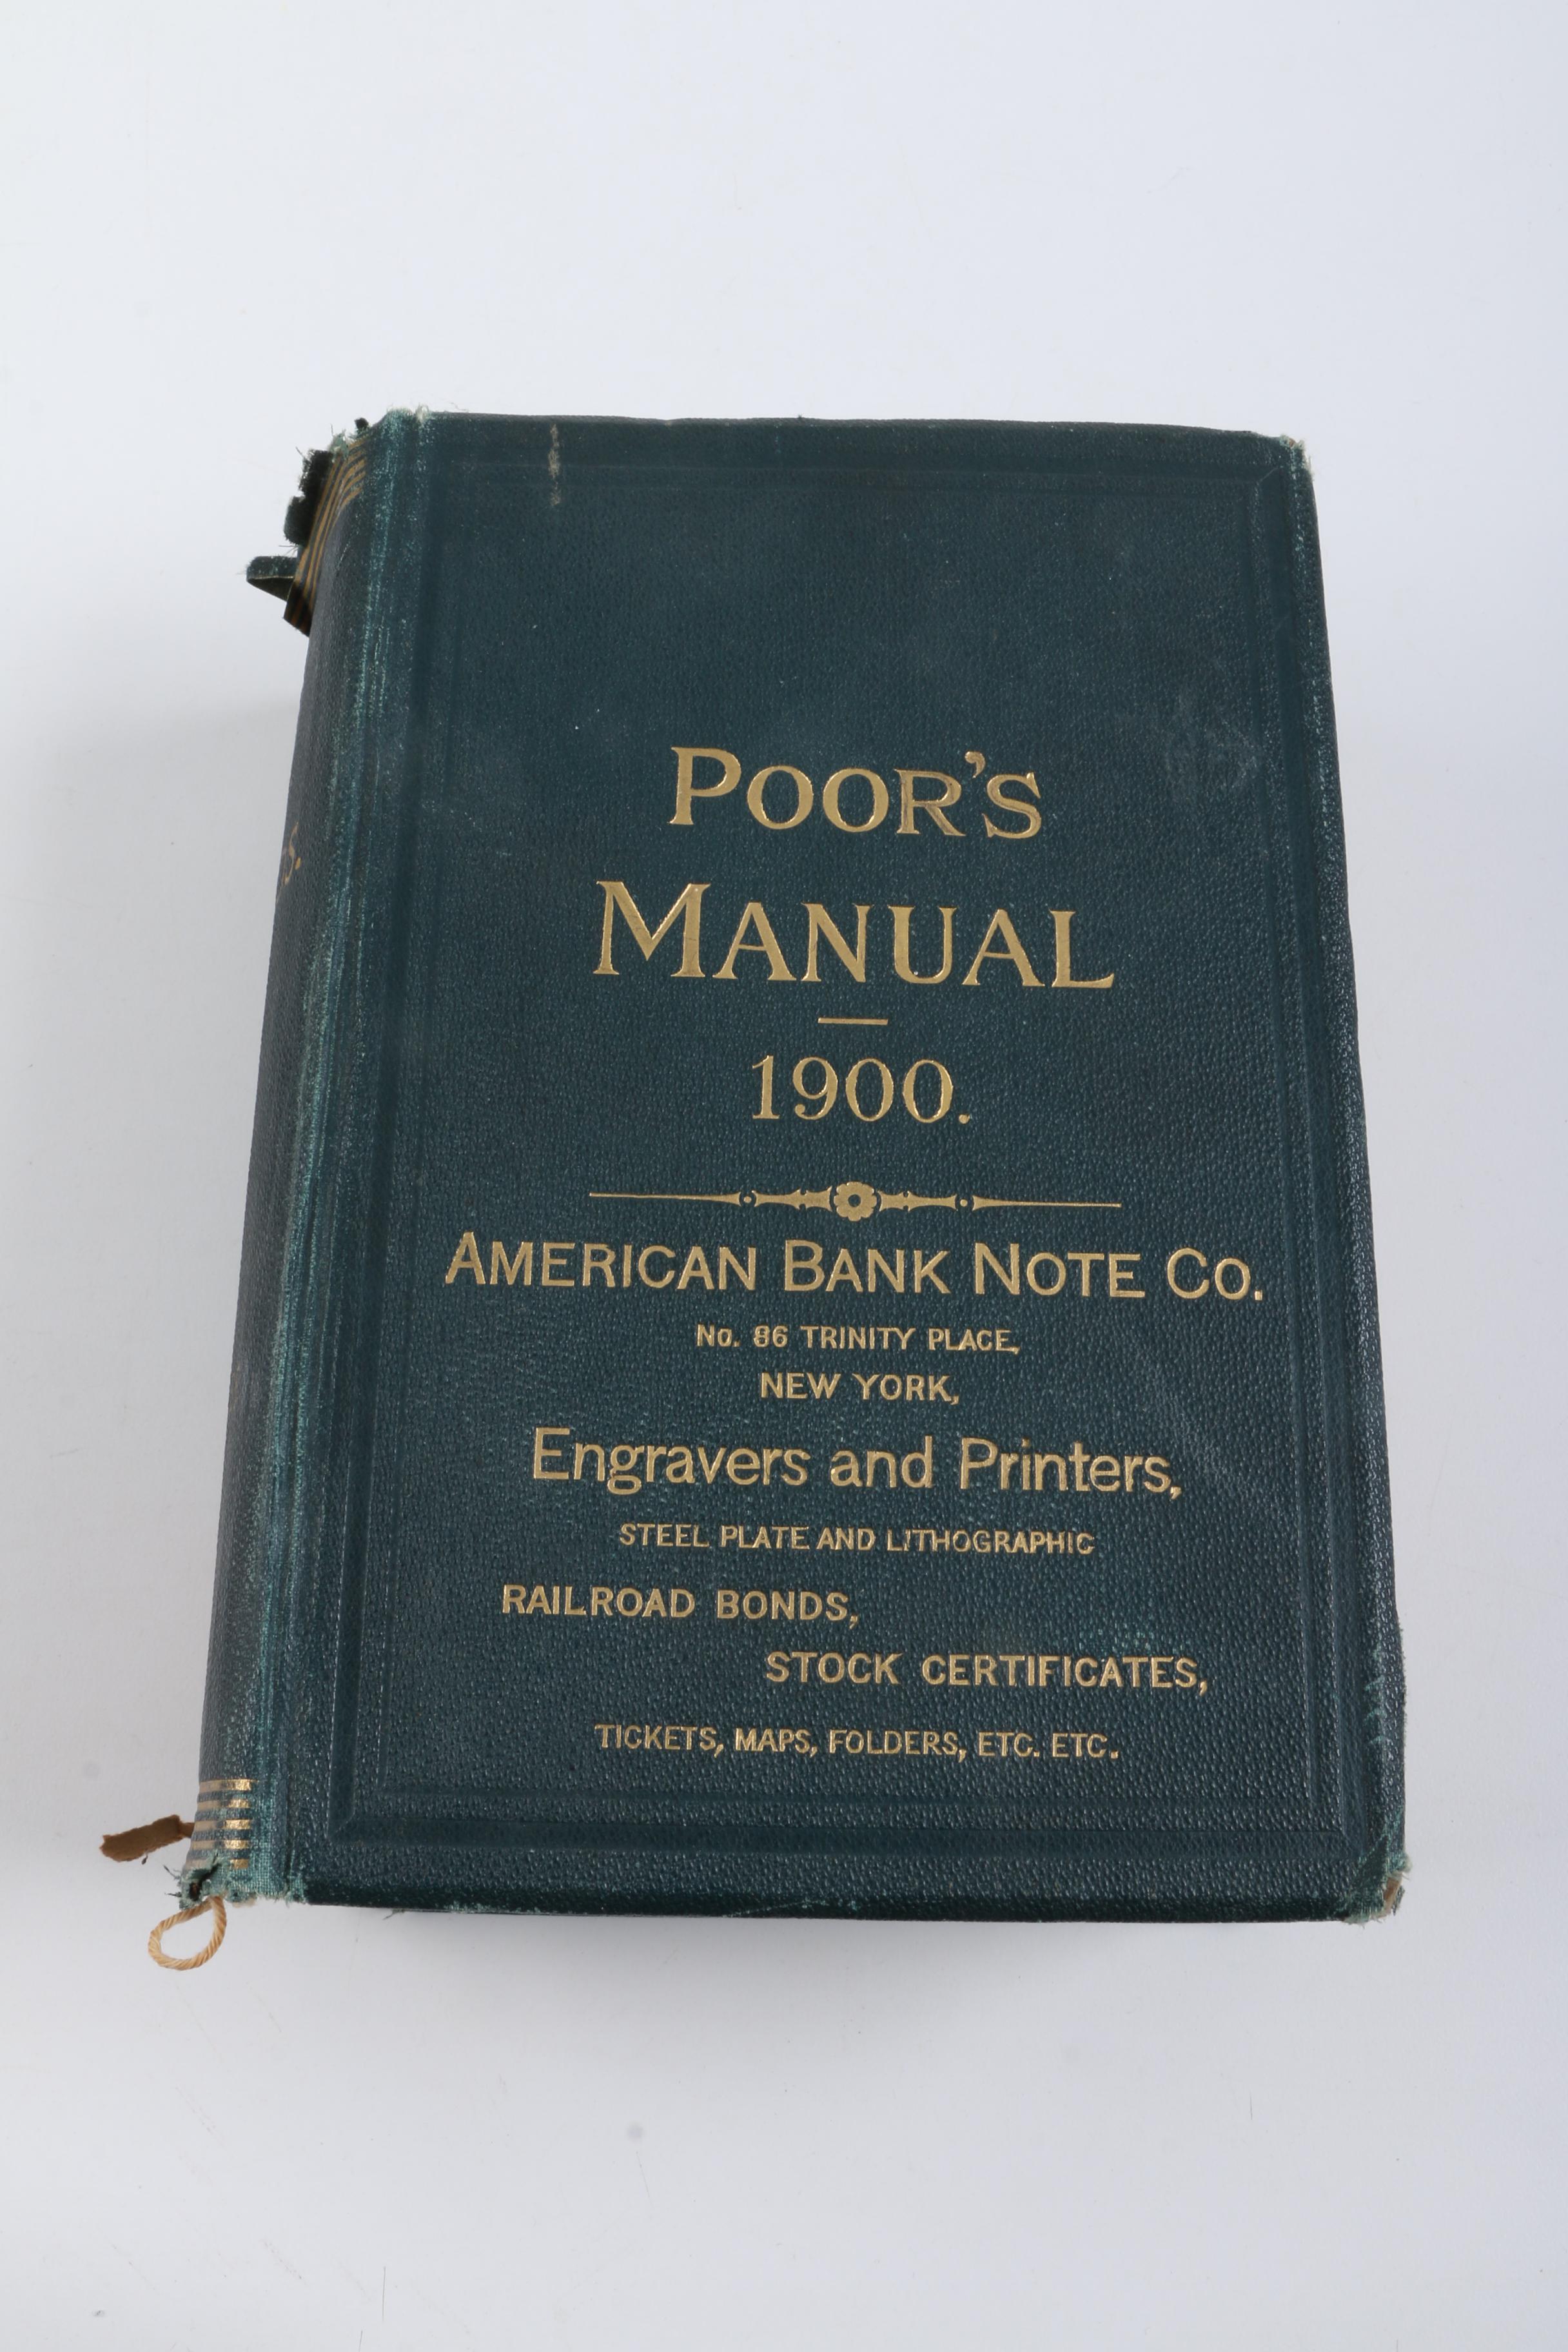 POOR'S
MANUAL
1900.
AMERICAN BANK NOTE CO.
No. 86 TRINITY PLACE,
NEW YORK,
Engravers and Printers,
STEEL PLATE AND LITHOGRAPHIC
RAILROAD BONDS,
STOCK CERTIFICATES,
TICKETS, MAPS, FOLDERS, ETC. ETC.